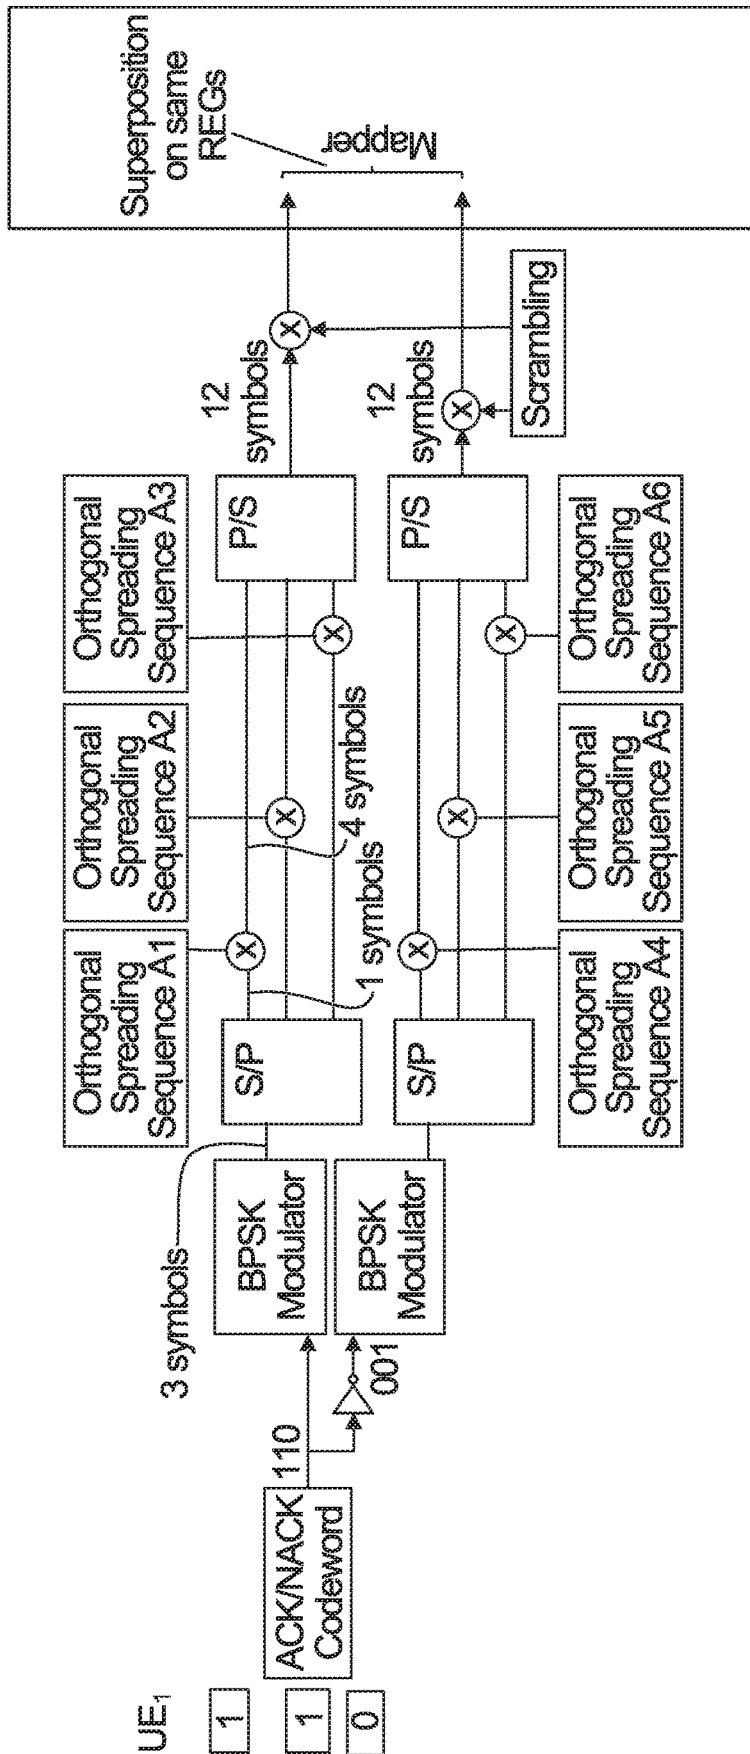 UE₁
1
1
0
ACK/NACK
Codeword
110
001
3 symbols
BPSK
Modulator
BPSK
Modulator
S/P
S/P
Orthogonal
Spreading
Sequence A1
Orthogonal
Spreading
Sequence A2
Orthogonal
Spreading
Sequence A3
X
X
X
1 symbols
4 symbols
X
X
X
Orthogonal
Spreading
Sequence A4
Orthogonal
Spreading
Sequence A5
Orthogonal
Spreading
Sequence A6
P/S
P/S
12
symbols
12
symbols
X
X
Scrambling
Superposition
on same
REGs
Mapper